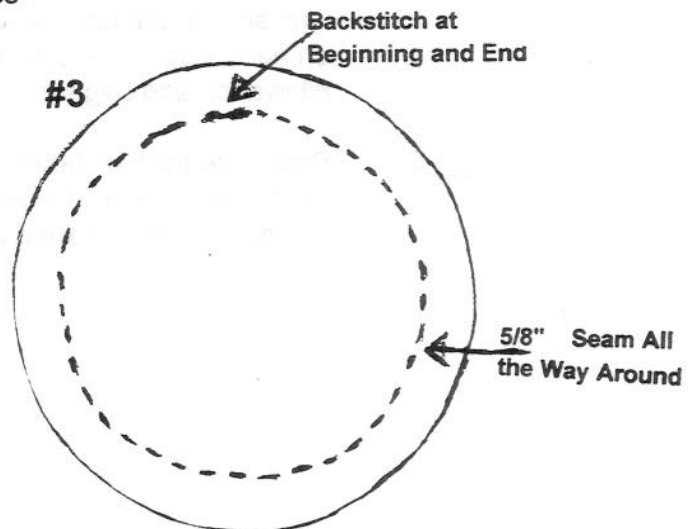 Backstitch at
Beginning and End
#3
5/8" Seam All
the Way Around